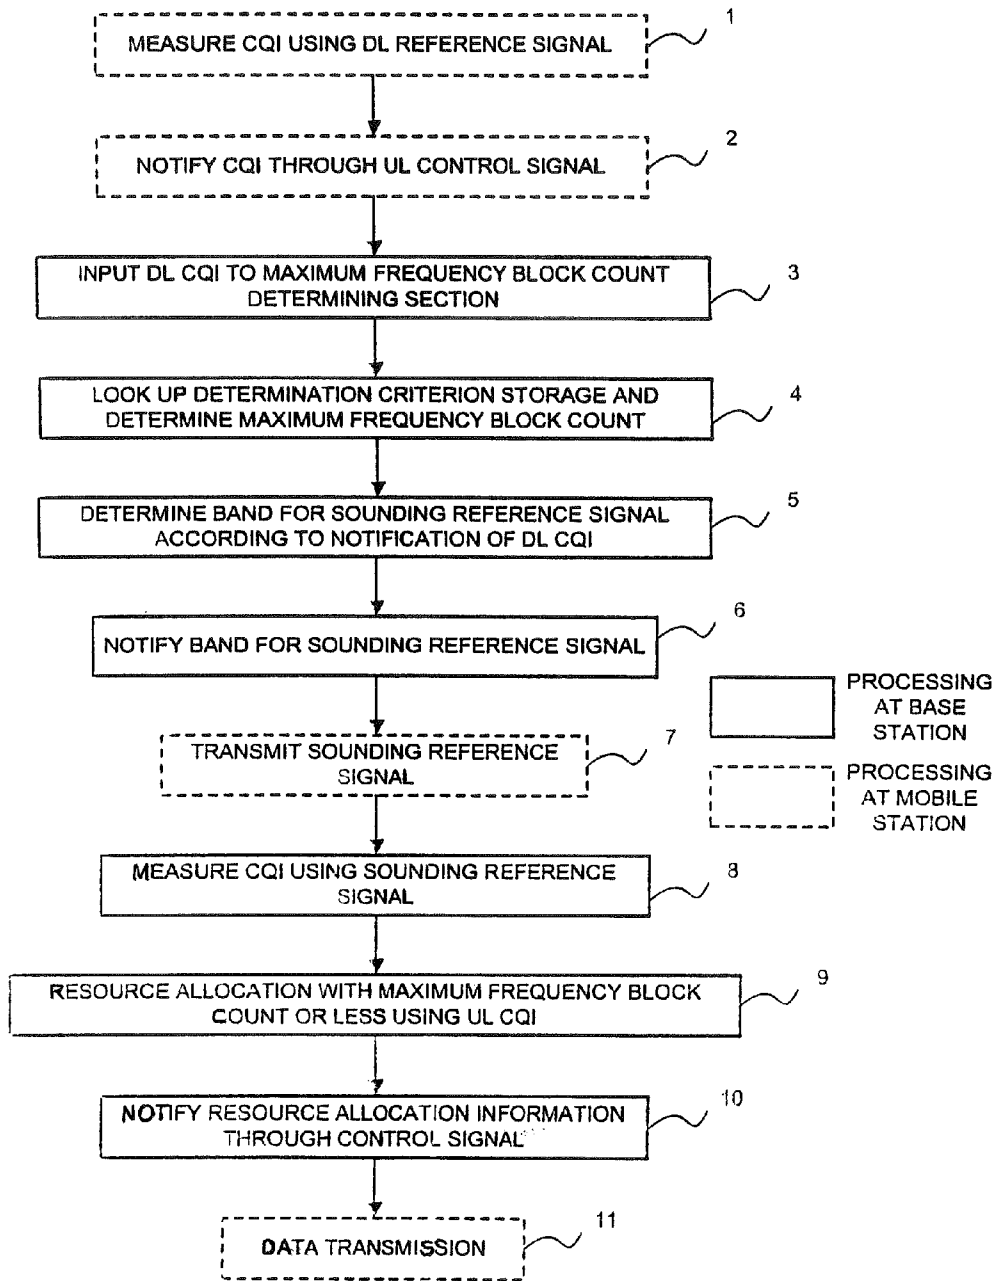 1
MEASURE CQI USING DL REFERENCE SIGNAL
2
NOTIFY CQI THROUGH UL CONTROL SIGNAL
3
INPUT DL CQI TO MAXIMUM FREQUENCY BLOCK COUNT
DETERMINING SECTION
4
LOOK UP DETERMINATION CRITERION STORAGE AND
DETERMINE MAXIMUM FREQUENCY BLOCK COUNT
5
DETERMINE BAND FOR SOUNDING REFERENCE SIGNAL
ACCORDING TO NOTIFICATION OF DL CQI
6
NOTIFY BAND FOR SOUNDING REFERENCE SIGNAL
PROCESSING
AT BASE
STATION
7
TRANSMIT SOUNDING REFERENCE
SIGNAL
PROCESSING
AT MOBILE
STATION
8
MEASURE CQI USING SOUNDING REFERENCE
SIGNAL
9
RESOURCE ALLOCATION WITH MAXIMUM FREQUENCY BLOCK
COUNT OR LESS USING UL CQI
10
NOTIFY RESOURCE ALLOCATION INFORMATION
THROUGH CONTROL SIGNAL
11
DATA TRANSMISSION